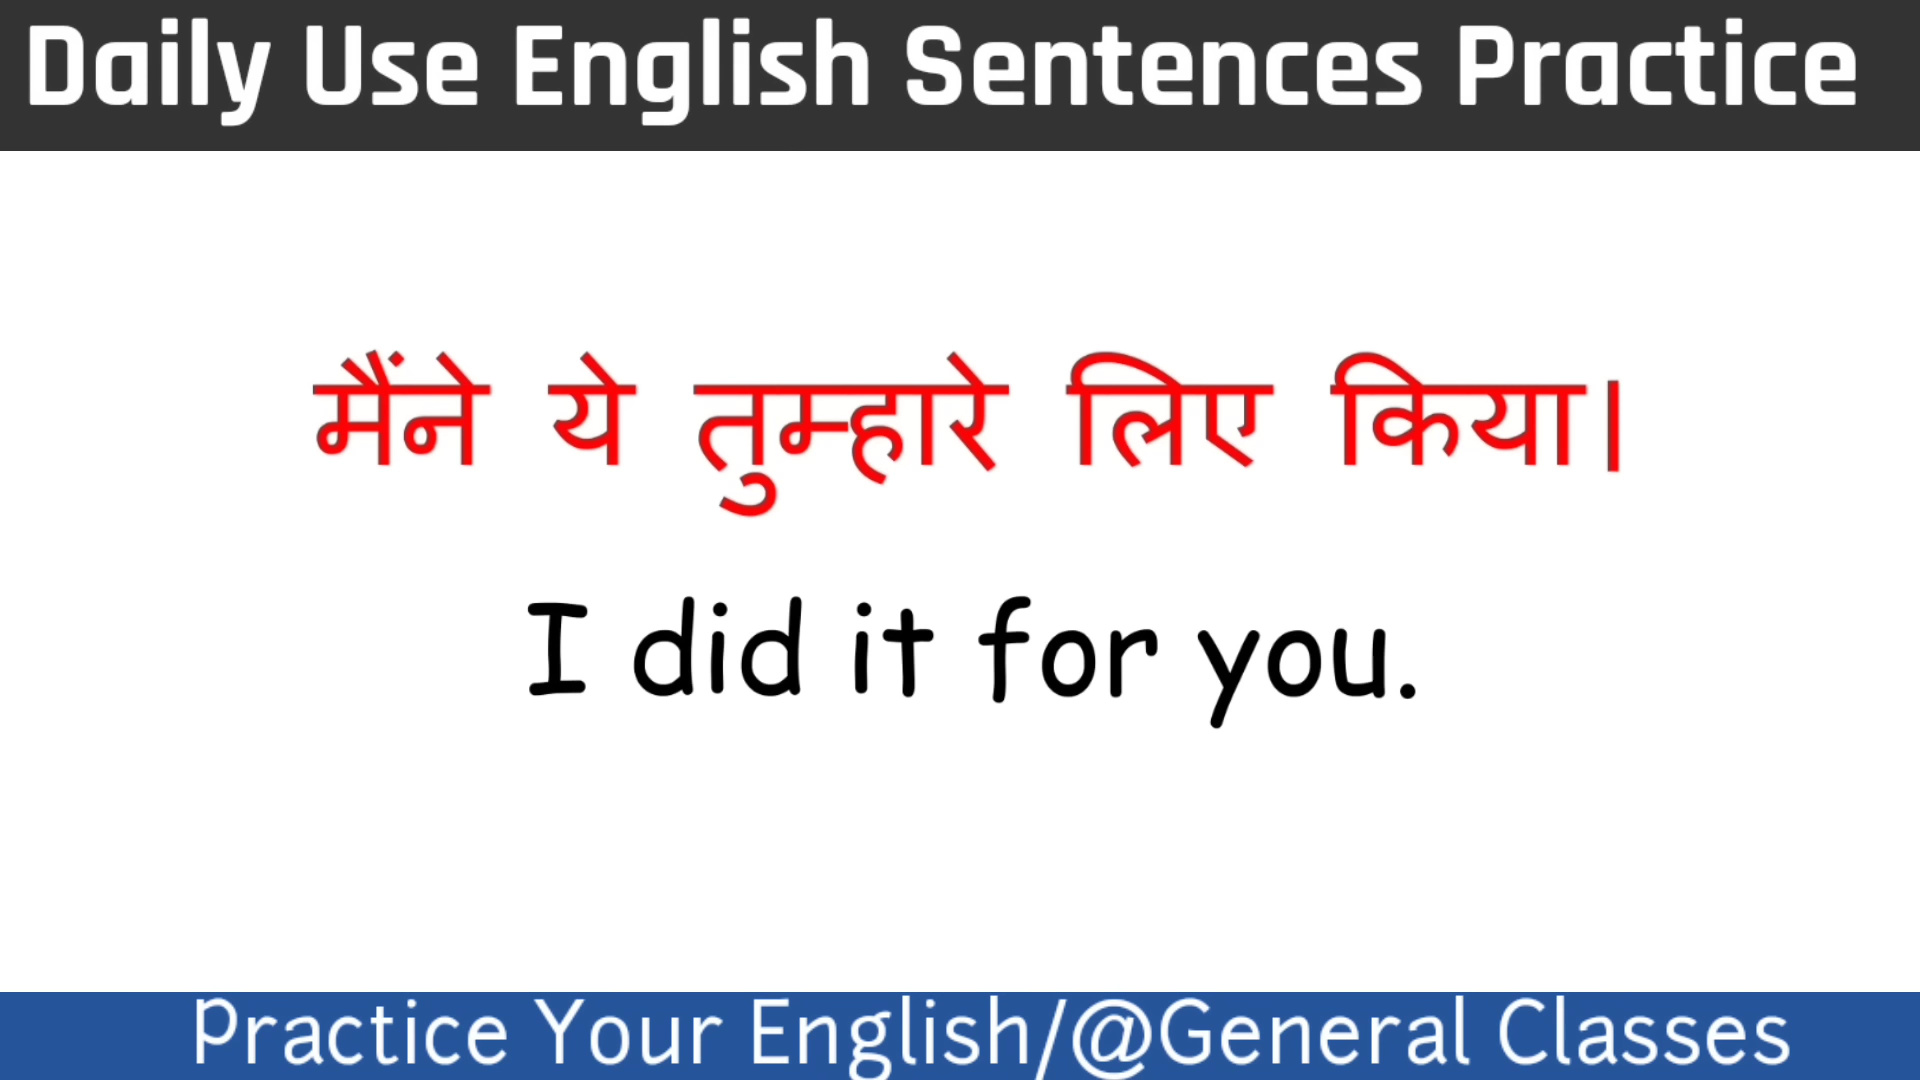 Daily Use English Sentences Practice
मैंने ये तुम्हारे लिए किया।
I did it for you.
Practice Your English/@General Classes